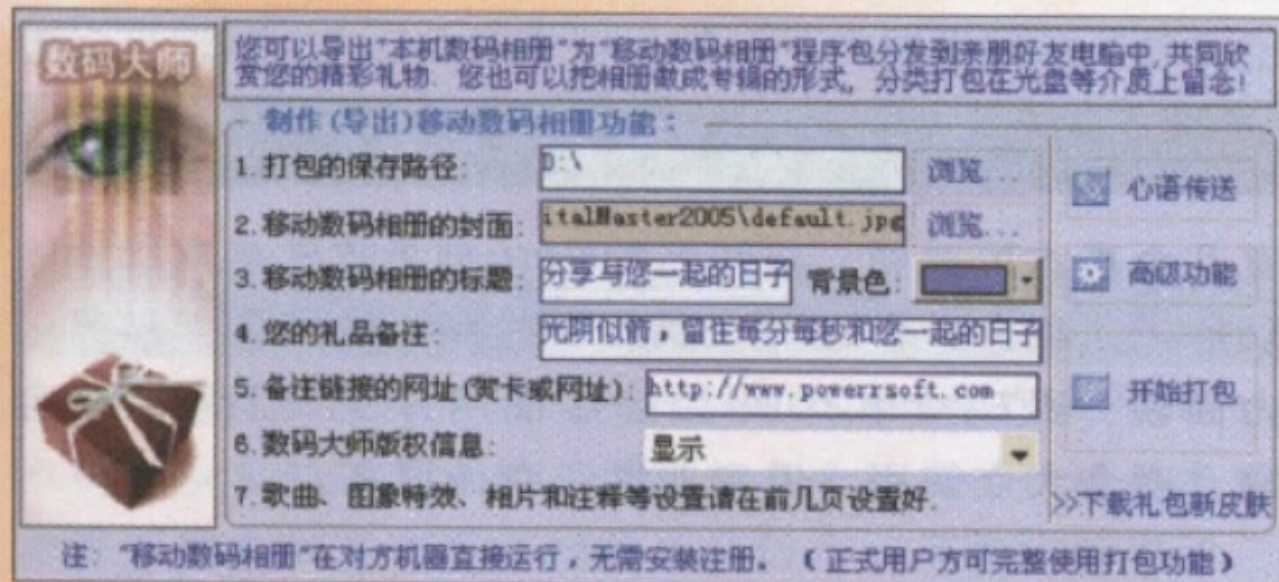 数码大师
您可以导出"本机数码相册"为"移动数码相册"程序包分发到亲朋好友电脑中,共同欣
赏您的精彩礼物. 您也可以把相册做成专辑的形式, 分类打包在光盘等介质上留念!
制作(导出)移动数码相册功能:
1. 打包的保存路径: D:\ 浏览...
2. 移动数码相册的封面: italMaster2005\default.jpg 浏览...
3. 移动数码相册的标题: 分享与您一起的日子 背景色:
4. 您的礼品备注: 光阴似箭,留住每分每秒和您一起的日子
5. 备注链接的网址(贺卡或网址): http://www.powerrsoft.com
6. 数码大师版权信息: 显示
7. 歌曲、图象特效、相片和注释等设置请在前几页设置好.
心语传送
高级功能
开始打包
>>下载礼包新皮肤
注: "移动数码相册"在对方机器直接运行,无需安装注册。(正式用户方可完整使用打包功能)